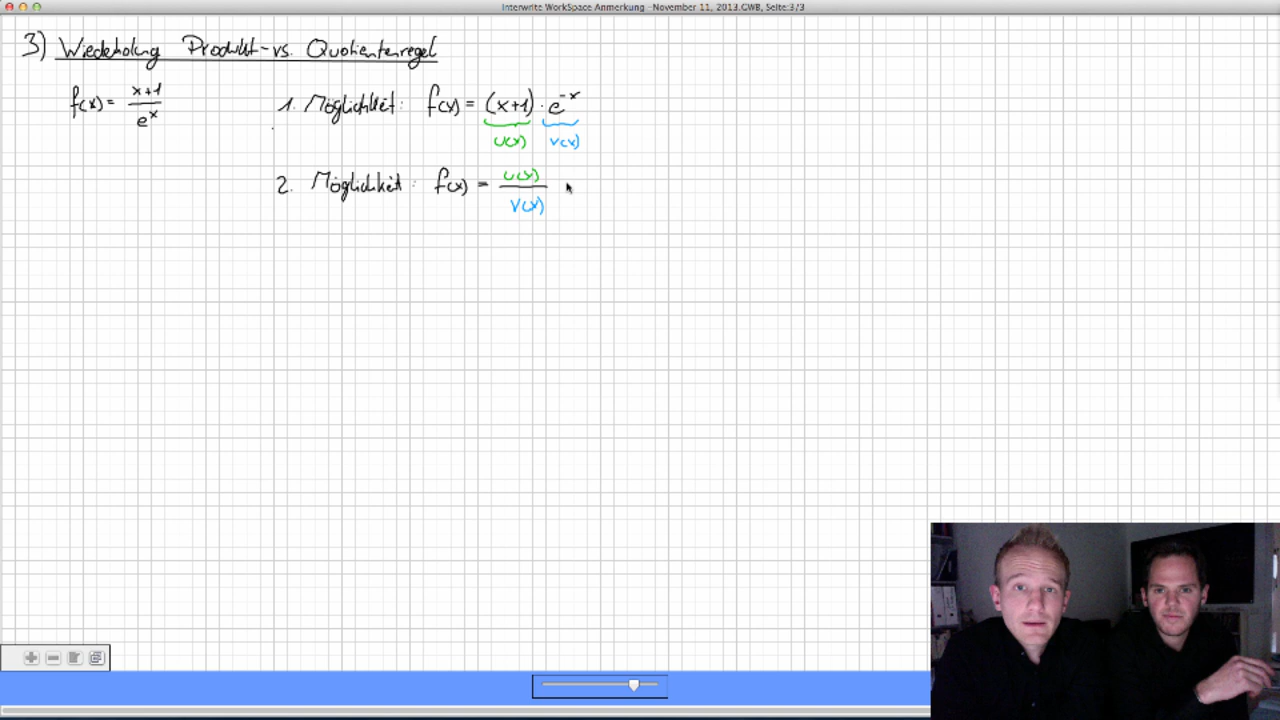 Interwrite WorkSpace Anmerkung -November 11, 2013.GWB, Seite:3/3
3) Wiederholung Produkt- vs. Quotientenregel
f(x) = x+1 / e^x
1. Möglichkeit: f(x) = (x+1) · e^-x
u(x) v(x)
2. Möglichkeit: f(x) = u(x) / v(x)